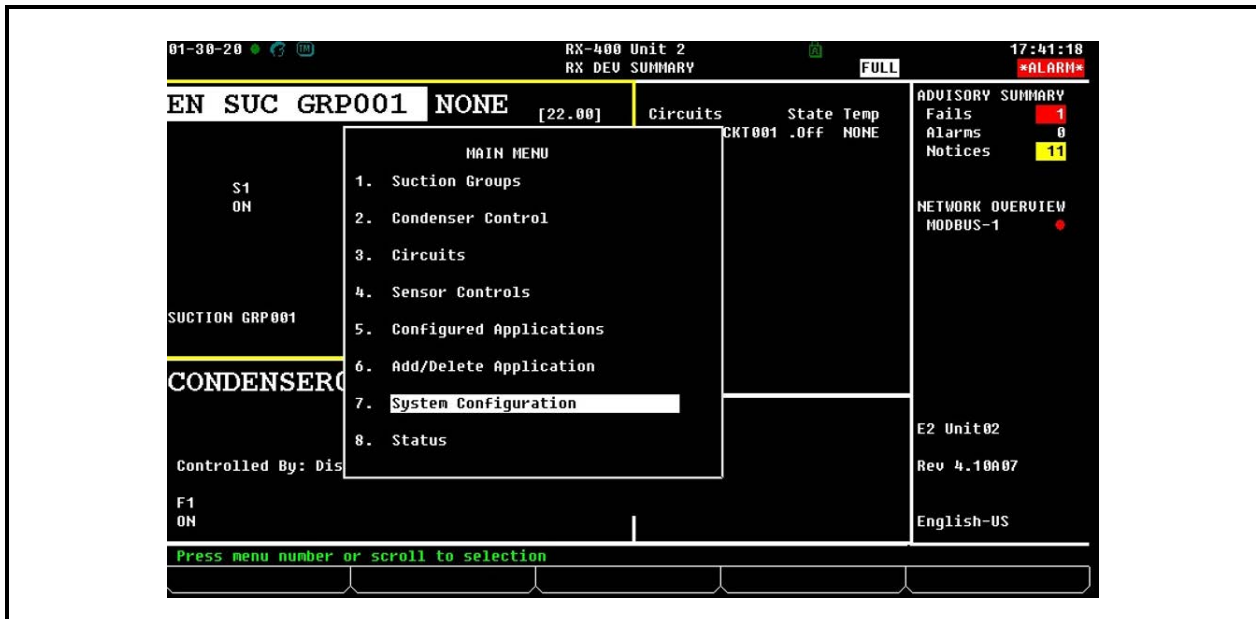 01-30-20 RX-400 Unit 2 17:41:18
RX DEV SUMMARY FULL *ALARM*
EN SUC GRP001 NONE [22.00]
S1
ON
SUCTION GRP001
CONDENSER
Controlled By: Dis
F1
ON
Circuits State Temp
CKT001 .Off NONE
MAIN MENU
1. Suction Groups
2. Condenser Control
3. Circuits
4. Sensor Controls
5. Configured Applications
6. Add/Delete Application
7. System Configuration
8. Status
ADVISORY SUMMARY
Fails 1
Alarms 0
Notices 11
NETWORK OVERVIEW
MODBUS-1
E2 Unit02
Rev 4.10A07
English-US
Press menu number or scroll to selection